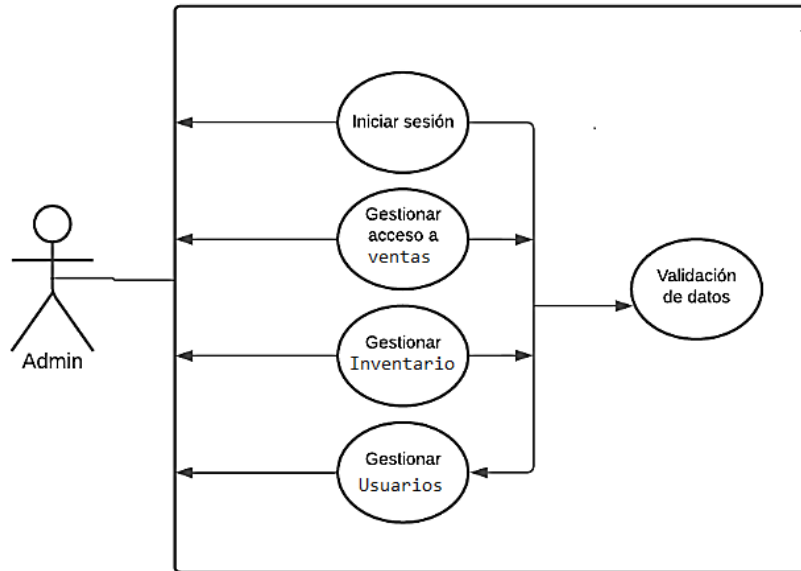 Iniciar sesión
Gestionar
acceso a
ventas
Validación
de datos
Gestionar
Inventario
Admin
Gestionar
Usuarios